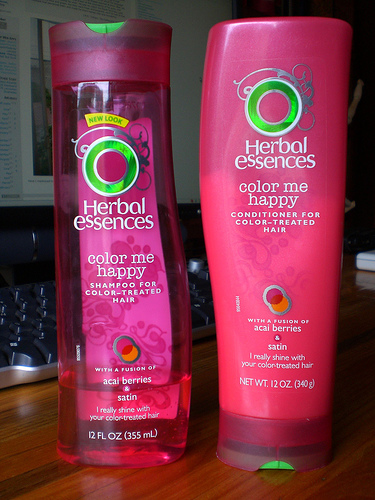 NEW LOOK
Herbal
essences
color me
happy
SHAMPOO FOR
COLOR-TREATED
HAIR
WITH A FUSION OF
acai berries
&
satin
I really shine with
your color-treated hair
12 FL OZ (355 mL)
Herbal
essences
color me
happy
CONDITIONER FOR
COLOR-TREATED
HAIR
WITH A FUSION OF
acai berries
&
satin
I really shine with
your color-treated hair
NET WT. 12 OZ. (340 g)